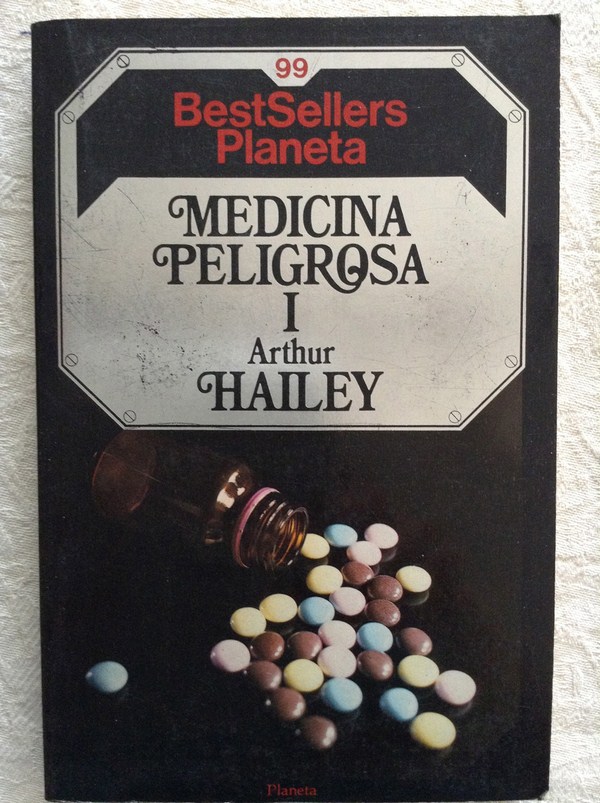 99
BestSellers
Planeta
MEDICINA
PELIGROSA
I
Arthur
HAILEY
Planeta